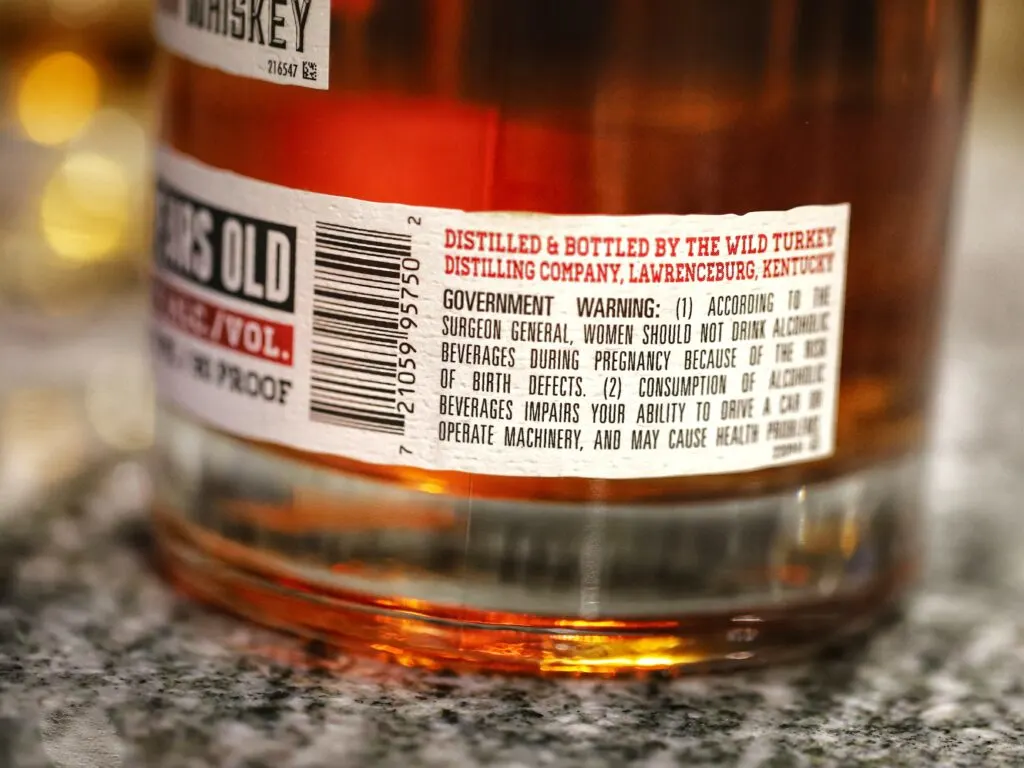 WHISKEY
216547
YEARS OLD
ALC./VOL.
PROOF
7 21059 95750 2
DISTILLED & BOTTLED BY THE WILD TURKEY
DISTILLING COMPANY, LAWRENCEBURG, KENTUCKY
GOVERNMENT WARNING: (1) ACCORDING TO THE
SURGEON GENERAL, WOMEN SHOULD NOT DRINK ALCOHOLIC
BEVERAGES DURING PREGNANCY BECAUSE OF THE RISK
OF BIRTH DEFECTS. (2) CONSUMPTION OF ALCOHOLIC
BEVERAGES IMPAIRS YOUR ABILITY TO DRIVE A CAR OR
OPERATE MACHINERY, AND MAY CAUSE HEALTH PROBLEMS.